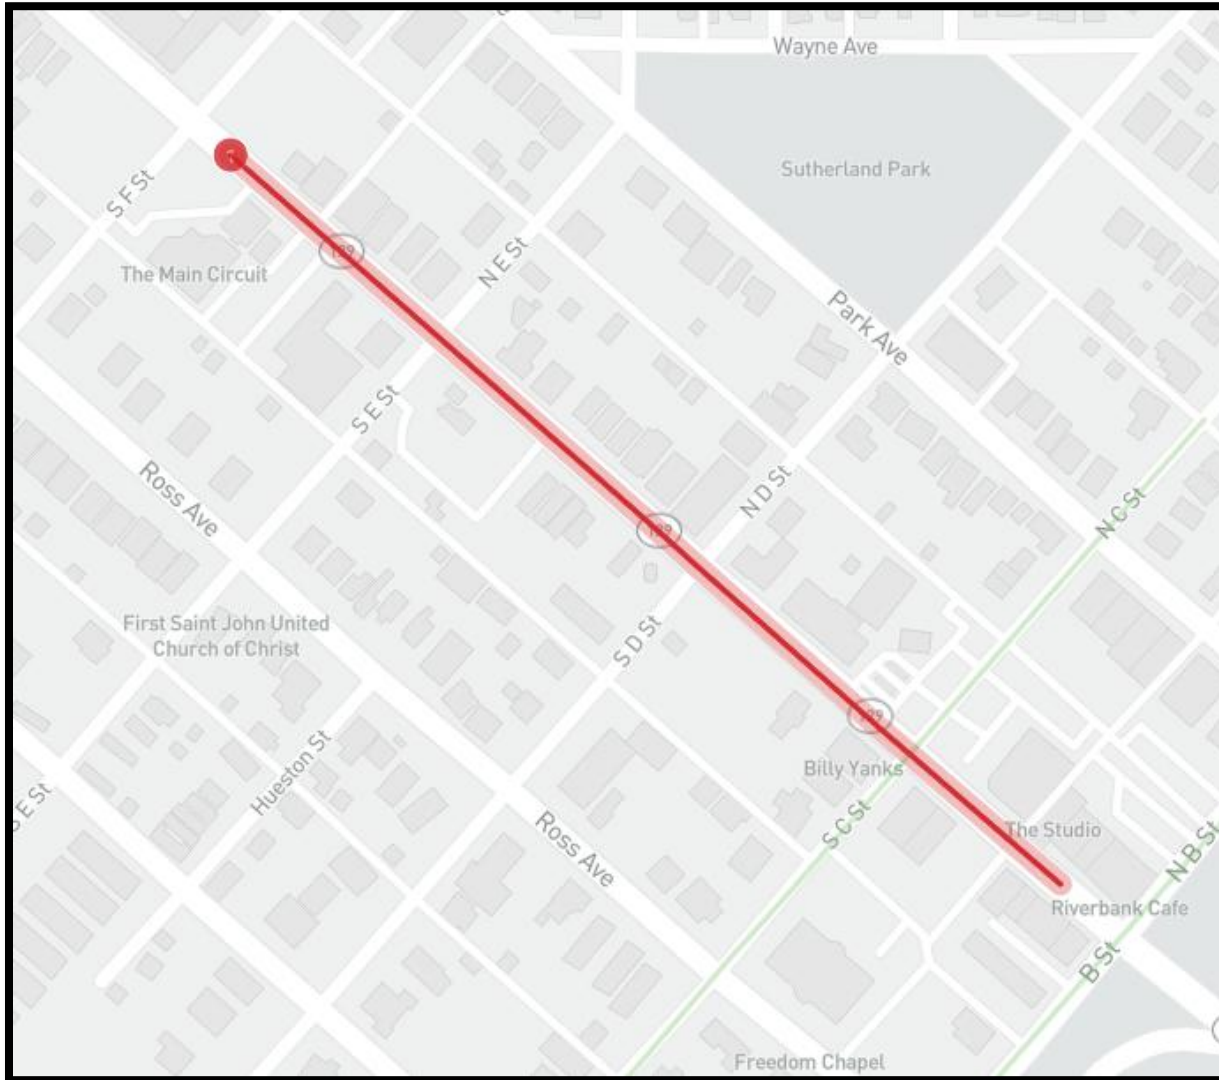 Wayne Ave
Sutherland Park
S F St
N E St
The Main Circuit
Park Ave
S E St
Ross Ave
N D St
N C St
First Saint John United
Church of Christ
S D St
Billy Yanks
Hueston St
S C St
The Studio
Ross Ave
N B St
Riverbank Cafe
B St
Freedom Chapel